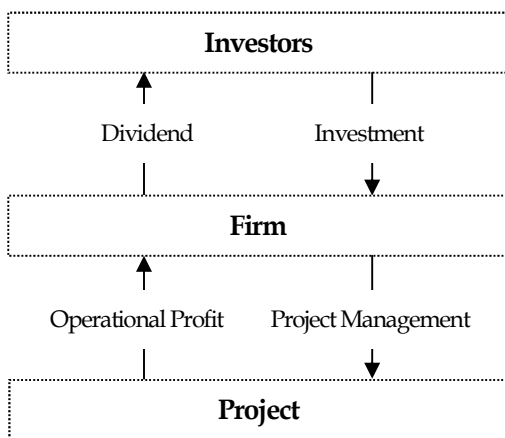 Investors
Dividend Investment
Firm
Operational Profit Project Management
Project